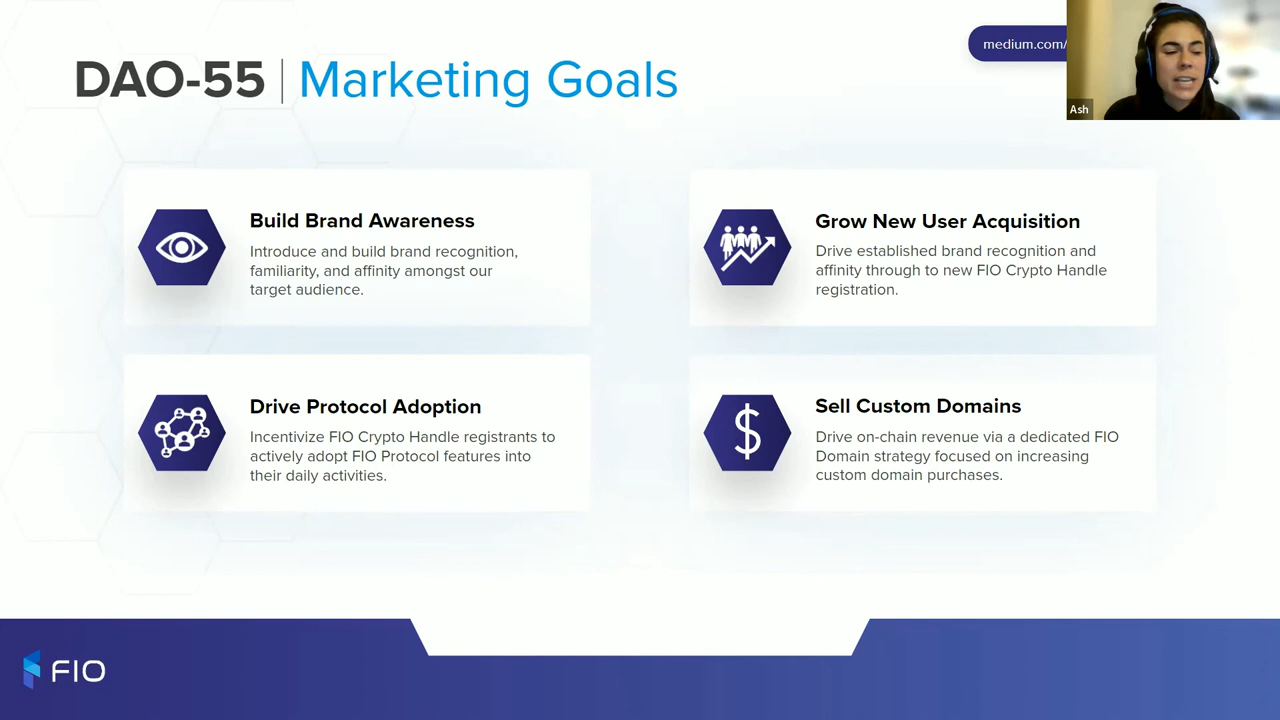 DAO-55 | Marketing Goals
medium.com/
Ash
Build Brand Awareness
Introduce and build brand recognition,
familiarity, and affinity amongst our
target audience.
Grow New User Acquisition
Drive established brand recognition and
affinity through to new FIO Crypto Handle
registration.
Drive Protocol Adoption
Incentivize FIO Crypto Handle registrants to
actively adopt FIO Protocol features into
their daily activities.
Sell Custom Domains
Drive on-chain revenue via a dedicated FIO
Domain strategy focused on increasing
custom domain purchases.
FIO